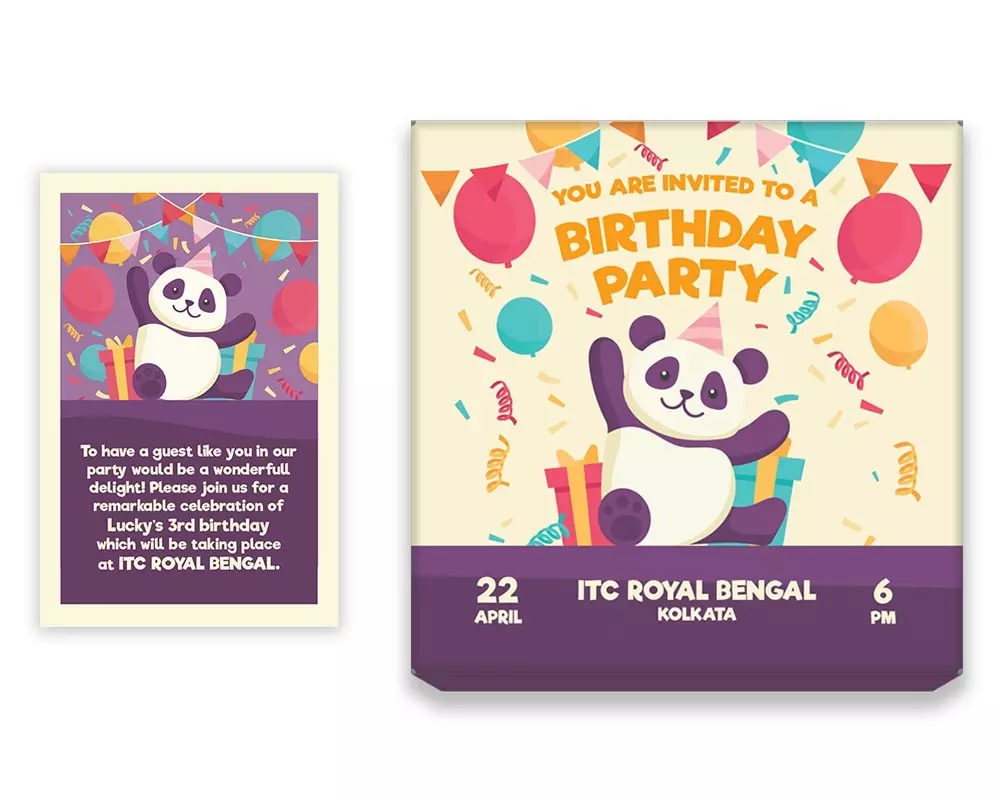 To have a guest like you in our
party would be a wonderfull
delight! Please join us for a
remarkable celebration of
Lucky's 3rd birthday
which will be taking place
at ITC ROYAL BENGAL.
YOU ARE INVITED TO A
BIRTHDAY
PARTY
22
APRIL
ITC ROYAL BENGAL
KOLKATA
6
PM